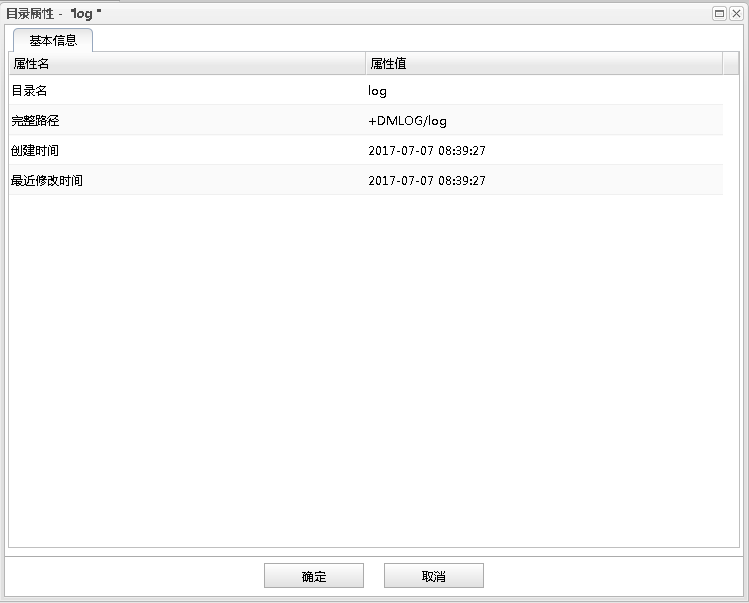 目录属性 - "log "
基本信息
属性名 属性值
目录名 log
完整路径 +DMLOG/log
创建时间 2017-07-07 08:39:27
最近修改时间 2017-07-07 08:39:27
确定 取消